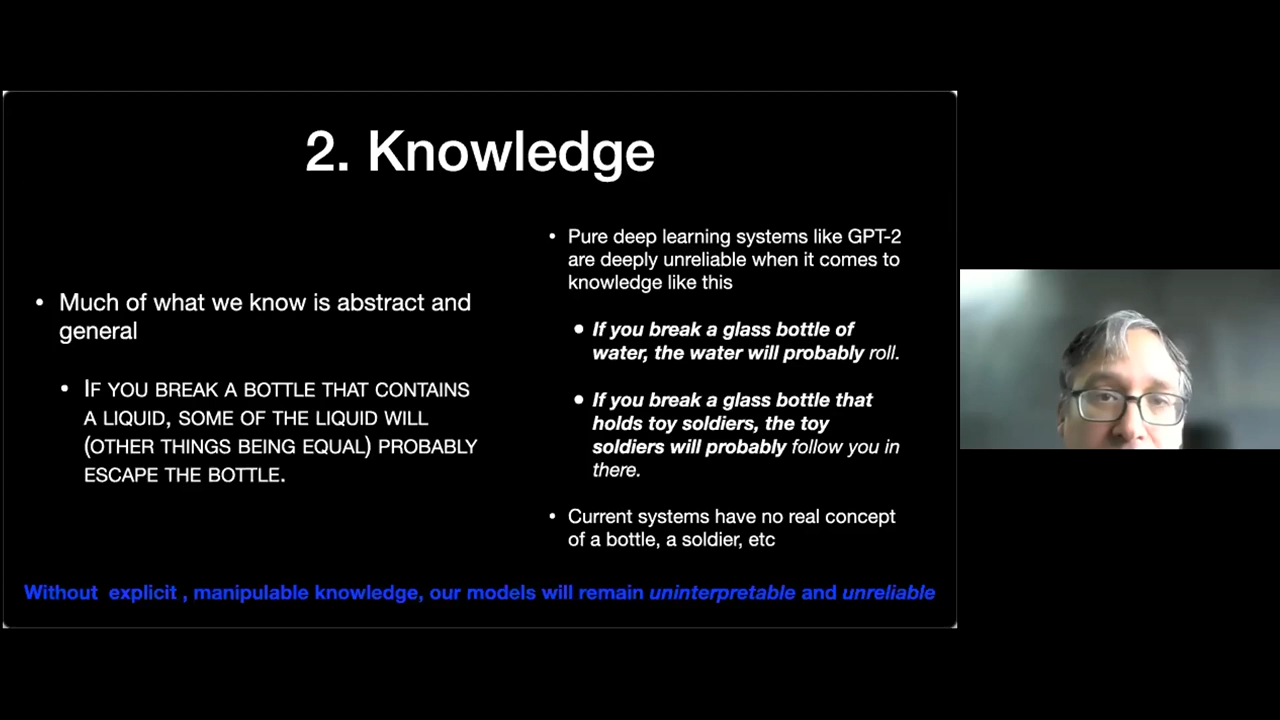 2. Knowledge
• Much of what we know is abstract and
general
• IF YOU BREAK A BOTTLE THAT CONTAINS
A LIQUID, SOME OF THE LIQUID WILL
(OTHER THINGS BEING EQUAL) PROBABLY
ESCAPE THE BOTTLE.
• Pure deep learning systems like GPT-2
are deeply unreliable when it comes to
knowledge like this
• If you break a glass bottle of
water, the water will probably roll.
• If you break a glass bottle that
holds toy soldiers, the toy
soldiers will probably follow you in
there.
• Current systems have no real concept
of a bottle, a soldier, etc
Without explicit , manipulable knowledge, our models will remain uninterpretable and unreliable